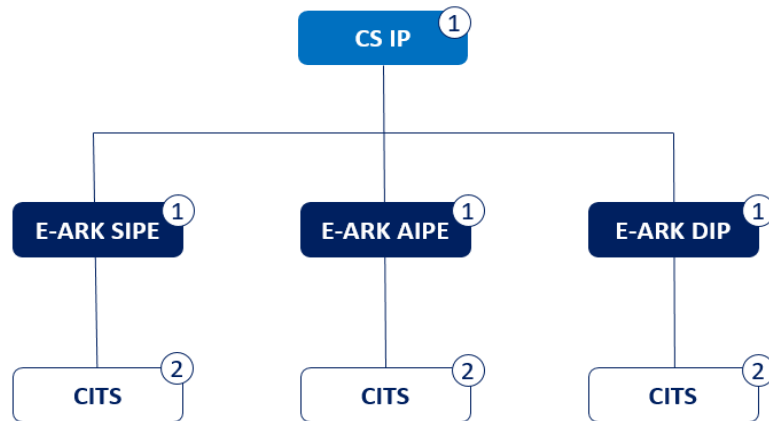 CS IP
1
E-ARK SIPE
1
E-ARK AIPE
1
E-ARK DIP
1
CITS
2
CITS
2
CITS
2